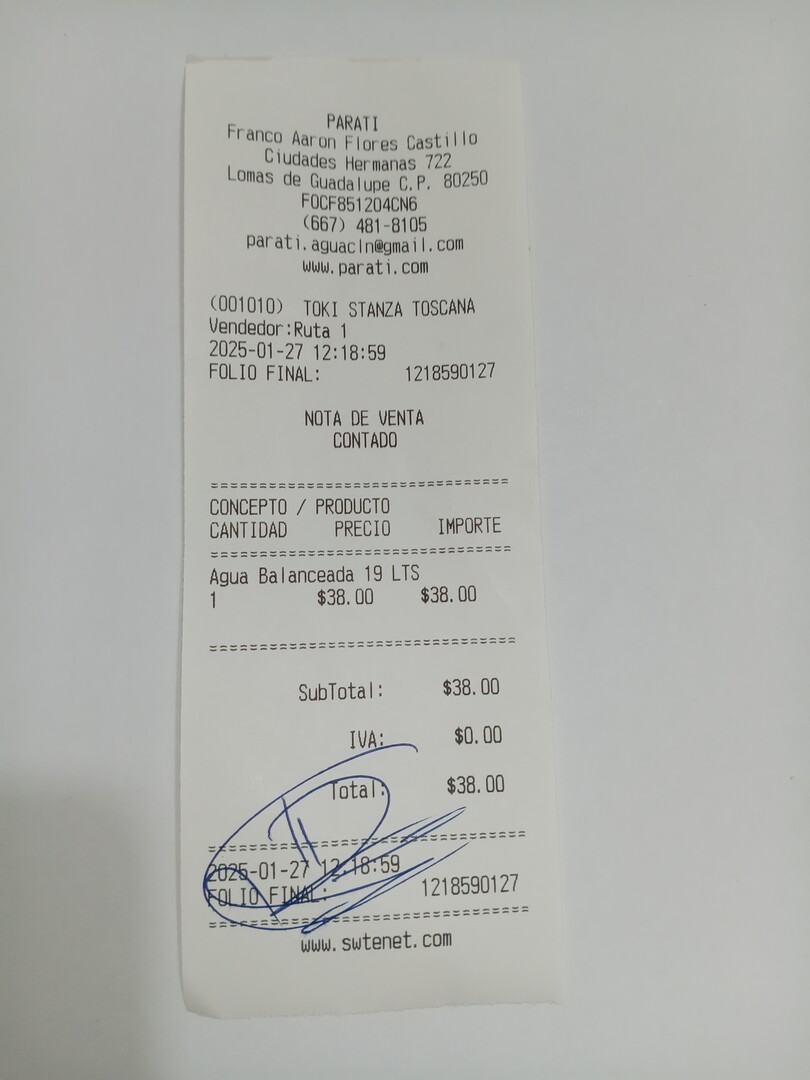 PARATI
Franco Aaron Flores Castillo
Ciudades Hermanas 722
Lomas de Guadalupe C.P. 80250
FOCF851204CN6
(667) 481-8105
parati.aguacln@gmail.com
www.parati.com
(001010) TOKI STANZA TOSCANA
Vendedor:Ruta 1
2025-01-27 12:18:59
FOLIO FINAL: 1218590127
NOTA DE VENTA
CONTADO
================================
CONCEPTO / PRODUCTO
CANTIDAD PRECIO IMPORTE
================================
Agua Balanceada 19 LTS
1 $38.00 $38.00
================================
SubTotal: $38.00
IVA: $0.00
Total: $38.00
================================
2025-01-27 12:18:59
FOLIO FINAL: 1218590127
================================
www.swtenet.com